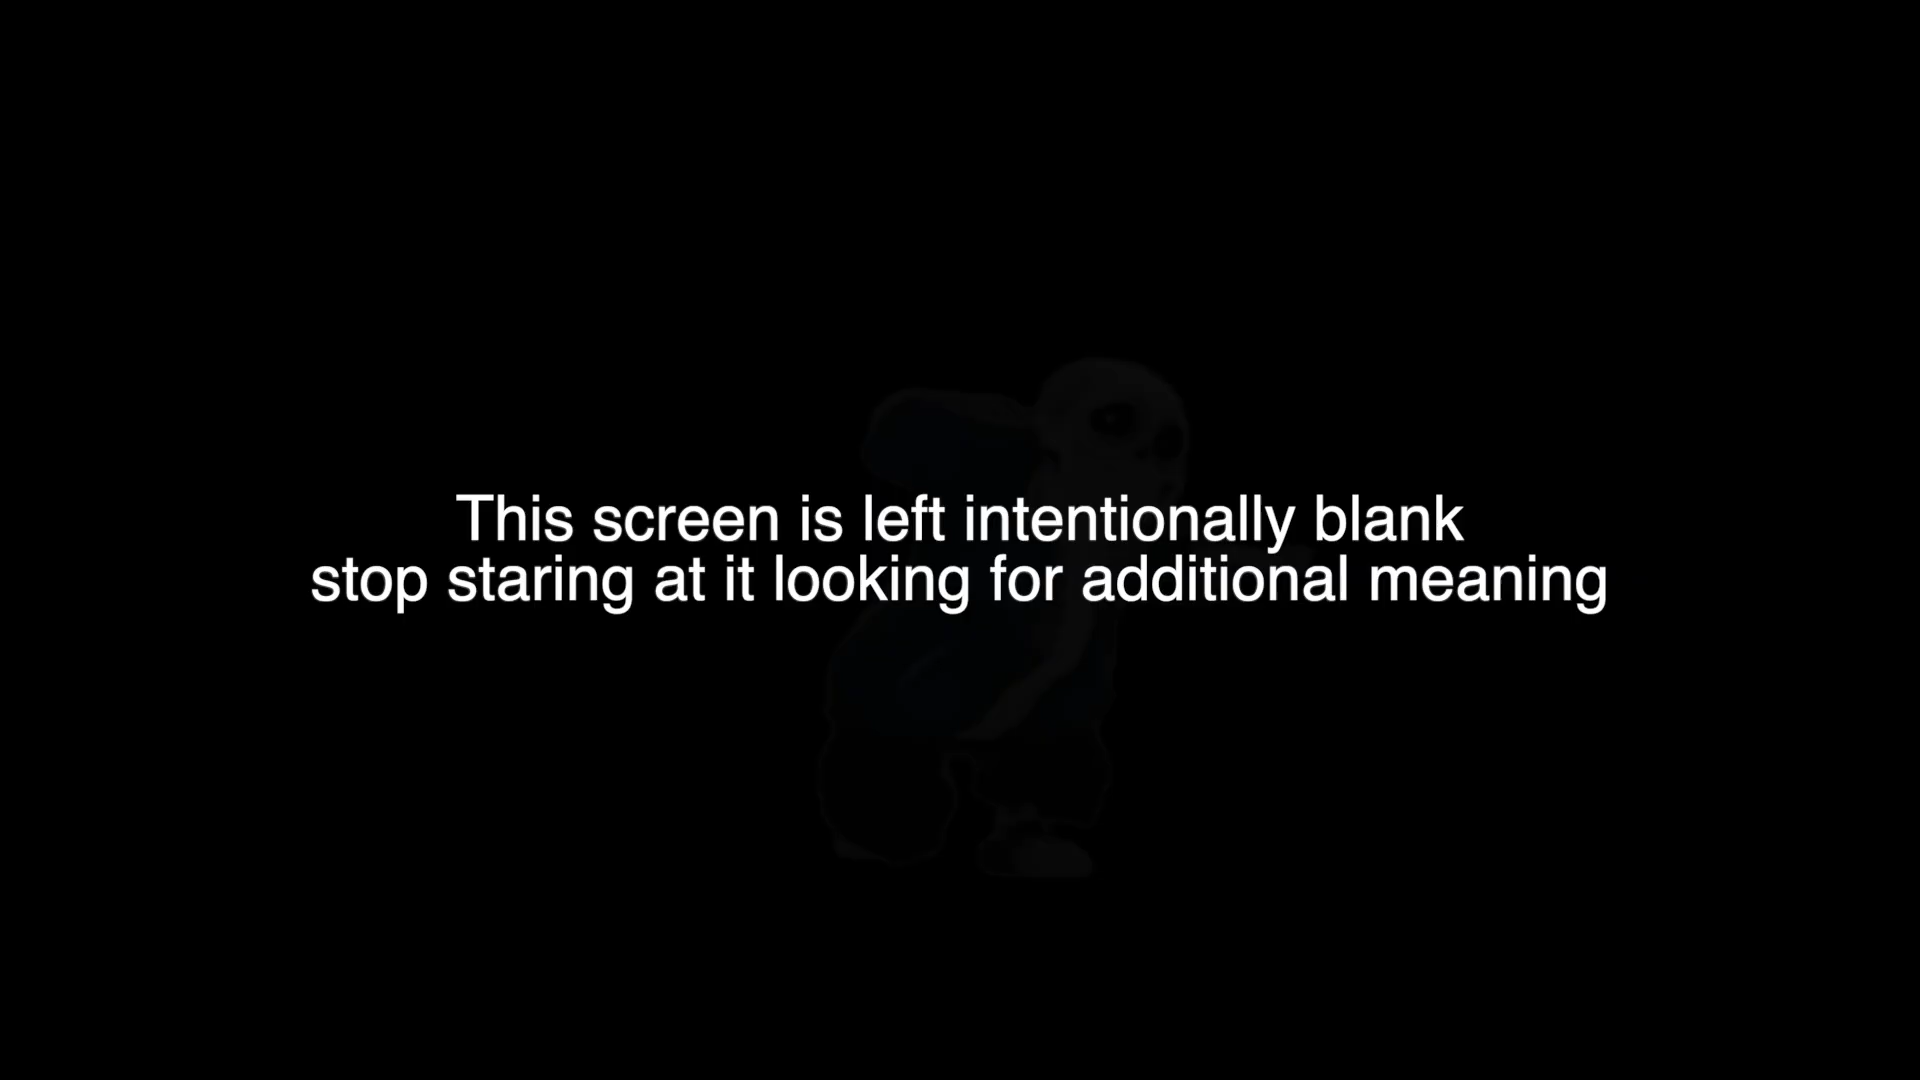 This screen is left intentionally blank
stop staring at it looking for additional meaning